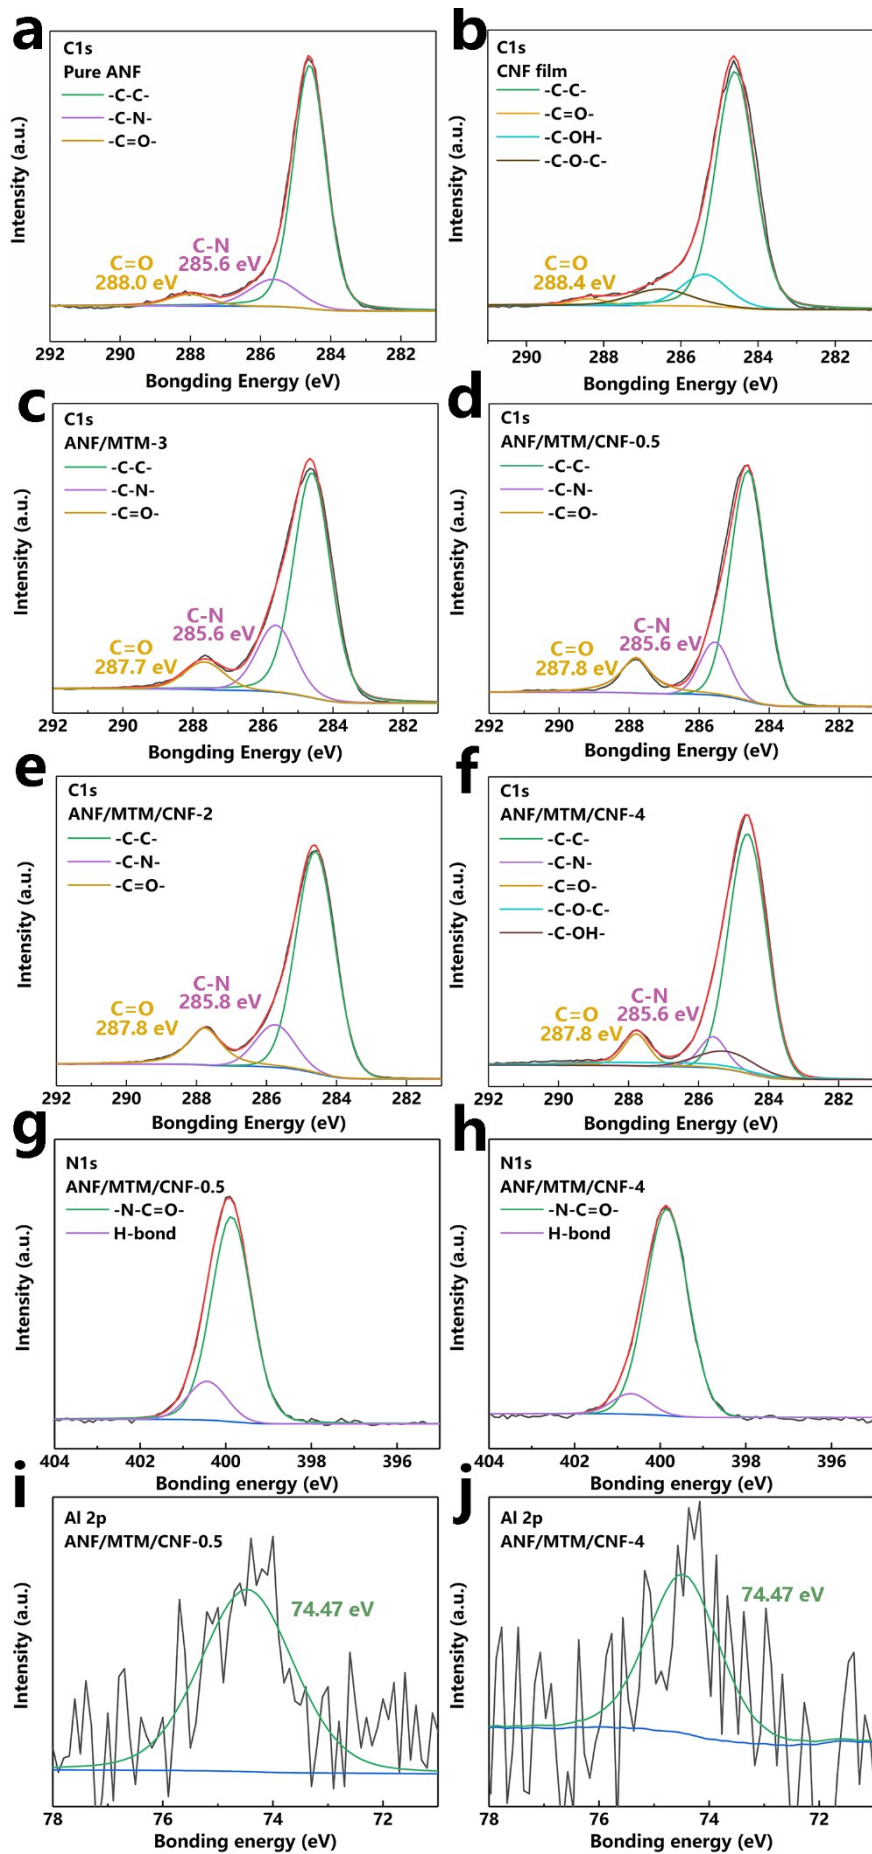 a
C1s
Pure ANF
-C-C-
-C-N-
-C=O-
C=O
288.0 eV
C-N
285.6 eV
Intensity (a.u.)
292 290 288 286 284 282
Bongding Energy (eV)
b
C1s
CNF film
-C-C-
-C=O-
-C-OH-
-C-O-C-
C=O
288.4 eV
Intensity (a.u.)
290 288 286 284 282
Bongding Energy (eV)
c
C1s
ANF/MTM-3
-C-C-
-C-N-
-C=O-
C=O
287.7 eV
C-N
285.6 eV
Intensity (a.u.)
292 290 288 286 284 282
Bongding Energy (eV)
d
C1s
ANF/MTM/CNF-0.5
-C-C-
-C-N-
-C=O-
C=O
287.8 eV
C-N
285.6 eV
Intensity (a.u.)
292 290 288 286 284 282
Bongding Energy (eV)
e
C1s
ANF/MTM/CNF-2
-C-C-
-C-N-
-C=O-
C=O
287.8 eV
C-N
285.8 eV
Intensity (a.u.)
292 290 288 286 284 282
Bongding Energy (eV)
f
C1s
ANF/MTM/CNF-4
-C-C-
-C-N-
-C=O-
-C-O-C-
-C-OH-
C=O
287.8 eV
C-N
285.6 eV
Intensity (a.u.)
292 290 288 286 284 282
Bongding Energy (eV)
g
N1s
ANF/MTM/CNF-0.5
-N-C=O-
H-bond
Intensity (a.u.)
404 402 400 398 396
Bonding energy (eV)
h
N1s
ANF/MTM/CNF-4
-N-C=O-
H-bond
Intensity (a.u.)
404 402 400 398 396
Bonding energy (eV)
i
Al 2p
ANF/MTM/CNF-0.5
74.47 eV
Intensity (a.u.)
78 76 74 72
Bonding energy (eV)
j
Al 2p
ANF/MTM/CNF-4
74.47 eV
Intensity (a.u.)
78 76 74 72
Bonding energy (eV)